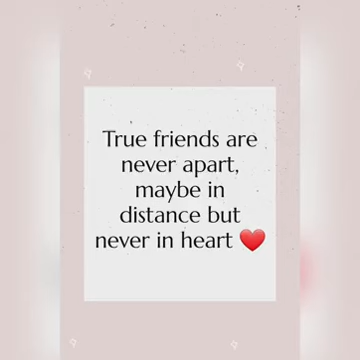 True friends are
never apart,
maybe in
distance but
never in heart ❤️